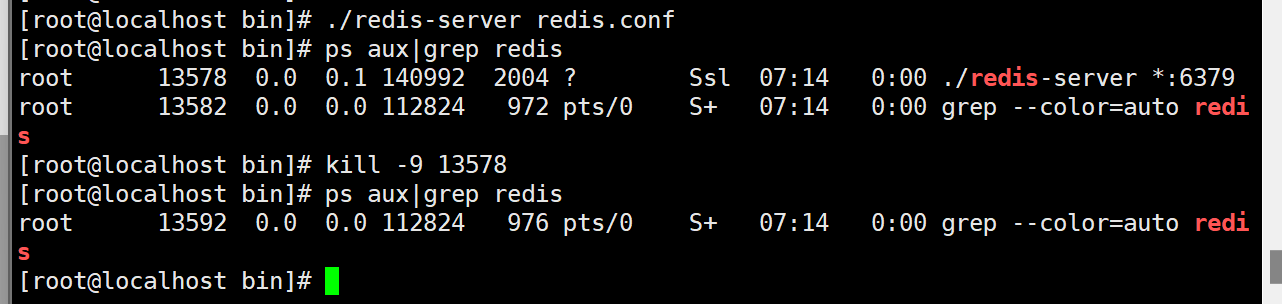 [root@localhost bin]# ./redis-server redis.conf
[root@localhost bin]# ps aux|grep redis
root      13578  0.0  0.1 140992  2004 ?        Ssl  07:14   0:00 ./redis-server *:6379
root      13582  0.0  0.0 112824   972 pts/0    S+   07:14   0:00 grep --color=auto redi
s
[root@localhost bin]# kill -9 13578
[root@localhost bin]# ps aux|grep redis
root      13592  0.0  0.0 112824   976 pts/0    S+   07:14   0:00 grep --color=auto redi
s
[root@localhost bin]#